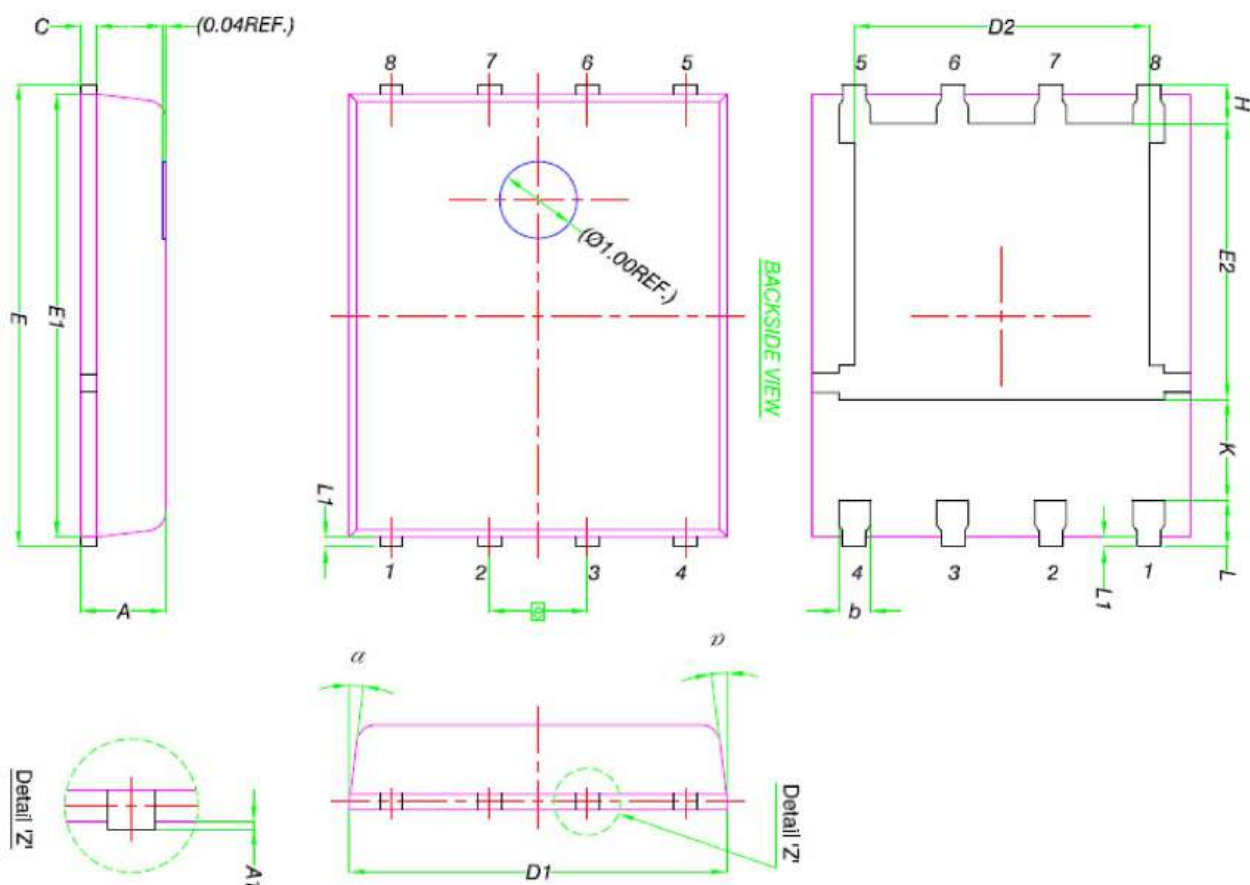 C
(0.04REF.)
D2
8 7 6 5
5 6 7 8
H
E
E1
(Ø1.00REF.)
BACKSIDE VIEW
E2
K
L1
1 2 3 4
4 3 2 1
L
L1
A
e
b
α
α
Detail 'Z'
Detail 'Z'
A1
D1